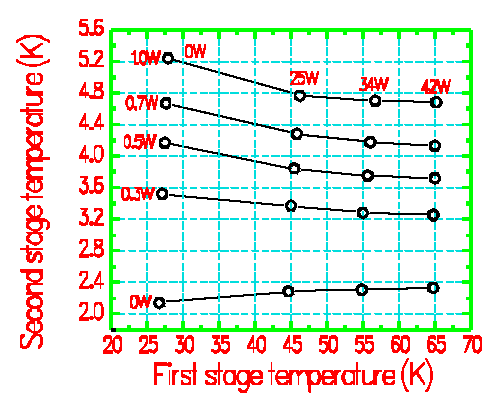 5.6
5.2
4.8
4.4
4.0
3.6
3.2
2.8
2.4
2.0
Second stage temperature (K)
1.0W 0W
25W 34W 42W
0.7W
0.5W
0.3W
0W
20 25 30 35 40 45 50 55 60 65 70
First stage temperature (K)